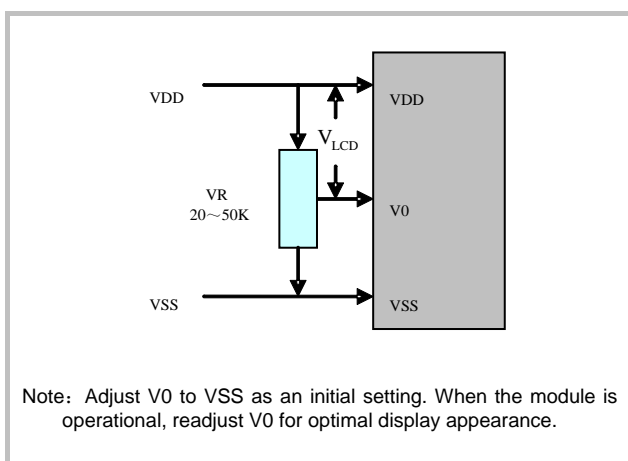 VDD
VDD
VLCD
VR
20～50K
V0
VSS
VSS
Note：Adjust V0 to VSS as an initial setting. When the module is
operational, readjust V0 for optimal display appearance.